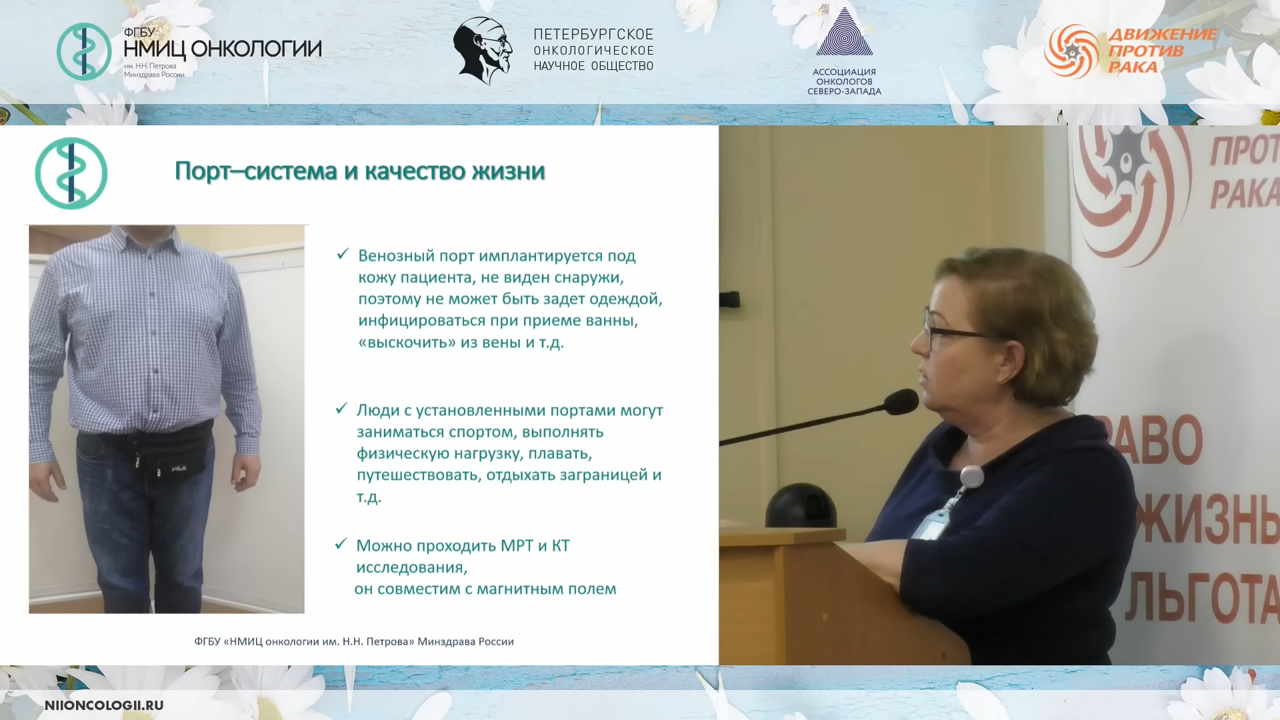 ФГБУ
НМИЦ ОНКОЛОГИИ
им. Н.Н. Петрова
Минздрава России
ПЕТЕРБУРГСКОЕ
ОНКОЛОГИЧЕСКОЕ
НАУЧНОЕ ОБЩЕСТВО
АССОЦИАЦИЯ
ОНКОЛОГОВ
СЕВЕРО-ЗАПАДА
ДВИЖЕНИЕ
ПРОТИВ
РАКА
Порт–система и качество жизни
✓ Венозный порт имплантируется под
кожу пациента, не виден снаружи,
поэтому не может быть задет одеждой,
инфицироваться при приеме ванны,
«выскочить» из вены и т.д.
✓ Люди с установленными портами могут
заниматься спортом, выполнять
физическую нагрузку, плавать,
путешествовать, отдыхать заграницей и
т.д.
✓ Можно проходить МРТ и КТ
исследования,
он совместим с магнитным полем
FILA
ФГБУ «НМИЦ онкологии им. Н.Н. Петрова» Минздрава России
ПРОТ
РАКА
РАВО
ЖИЗНЬ
ЛЬГОТА
NIIONCOLOGII.RU